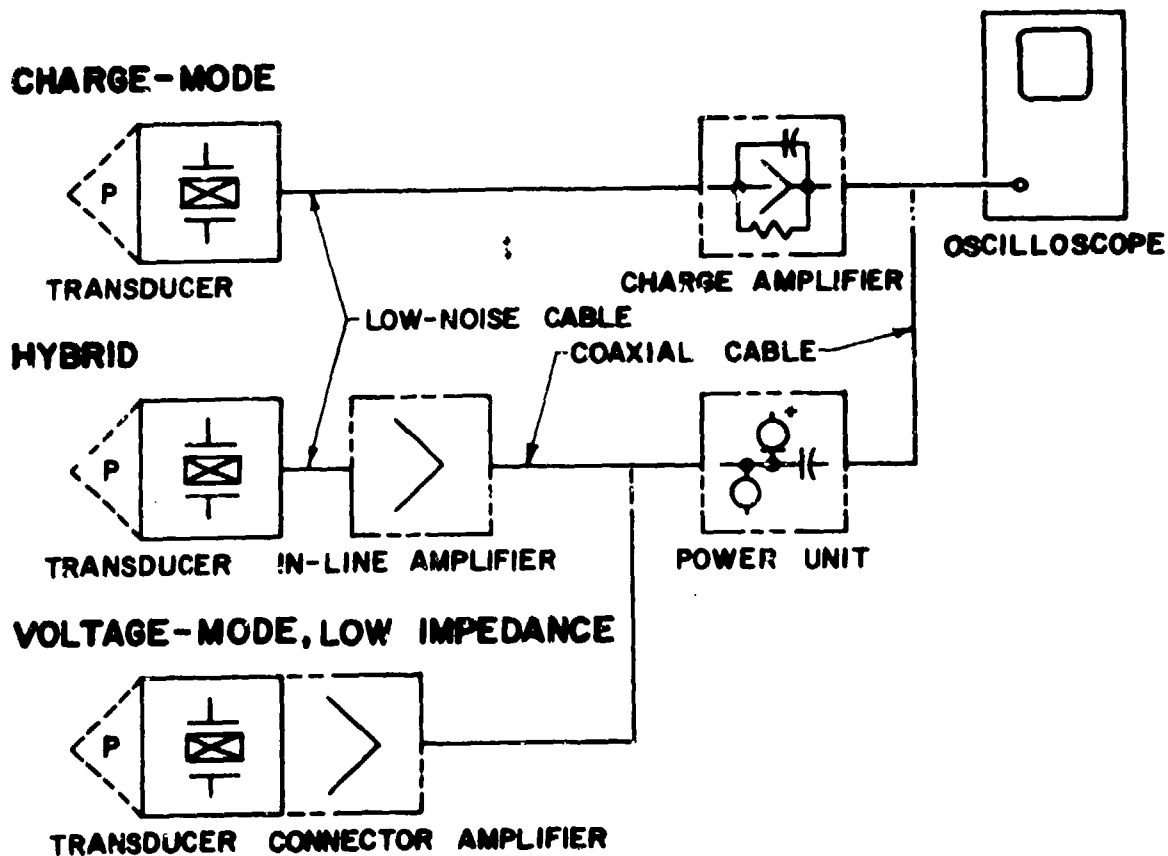 CHARGE-MODE
P
TRANSDUCER
CHARGE AMPLIFIER
OSCILLOSCOPE
LOW-NOISE CABLE
COAXIAL CABLE
HYBRID
P
+
TRANSDUCER IN-LINE AMPLIFIER
POWER UNIT
VOLTAGE-MODE, LOW IMPEDANCE
P
TRANSDUCER CONNECTOR AMPLIFIER